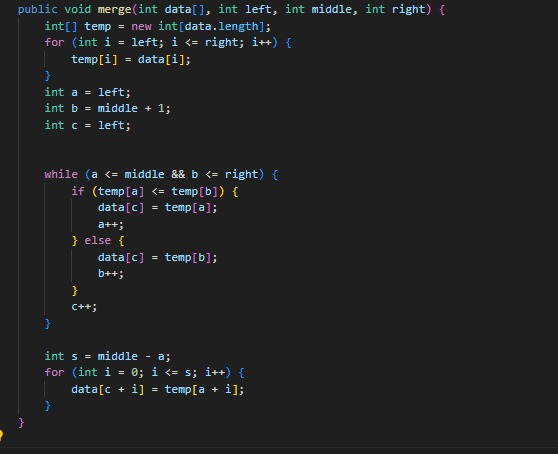 public void merge(int data[], int left, int middle, int right) {
    int[] temp = new int[data.length];
    for (int i = left; i <= right; i++) {
        temp[i] = data[i];
    }
    int a = left;
    int b = middle + 1;
    int c = left;
    while (a <= middle && b <= right) {
        if (temp[a] <= temp[b]) {
            data[c] = temp[a];
            a++;
        } else {
            data[c] = temp[b];
            b++;
        }
        c++;
    }
    int s = middle - a;
    for (int i = 0; i <= s; i++) {
        data[c + i] = temp[a + i];
    }
}